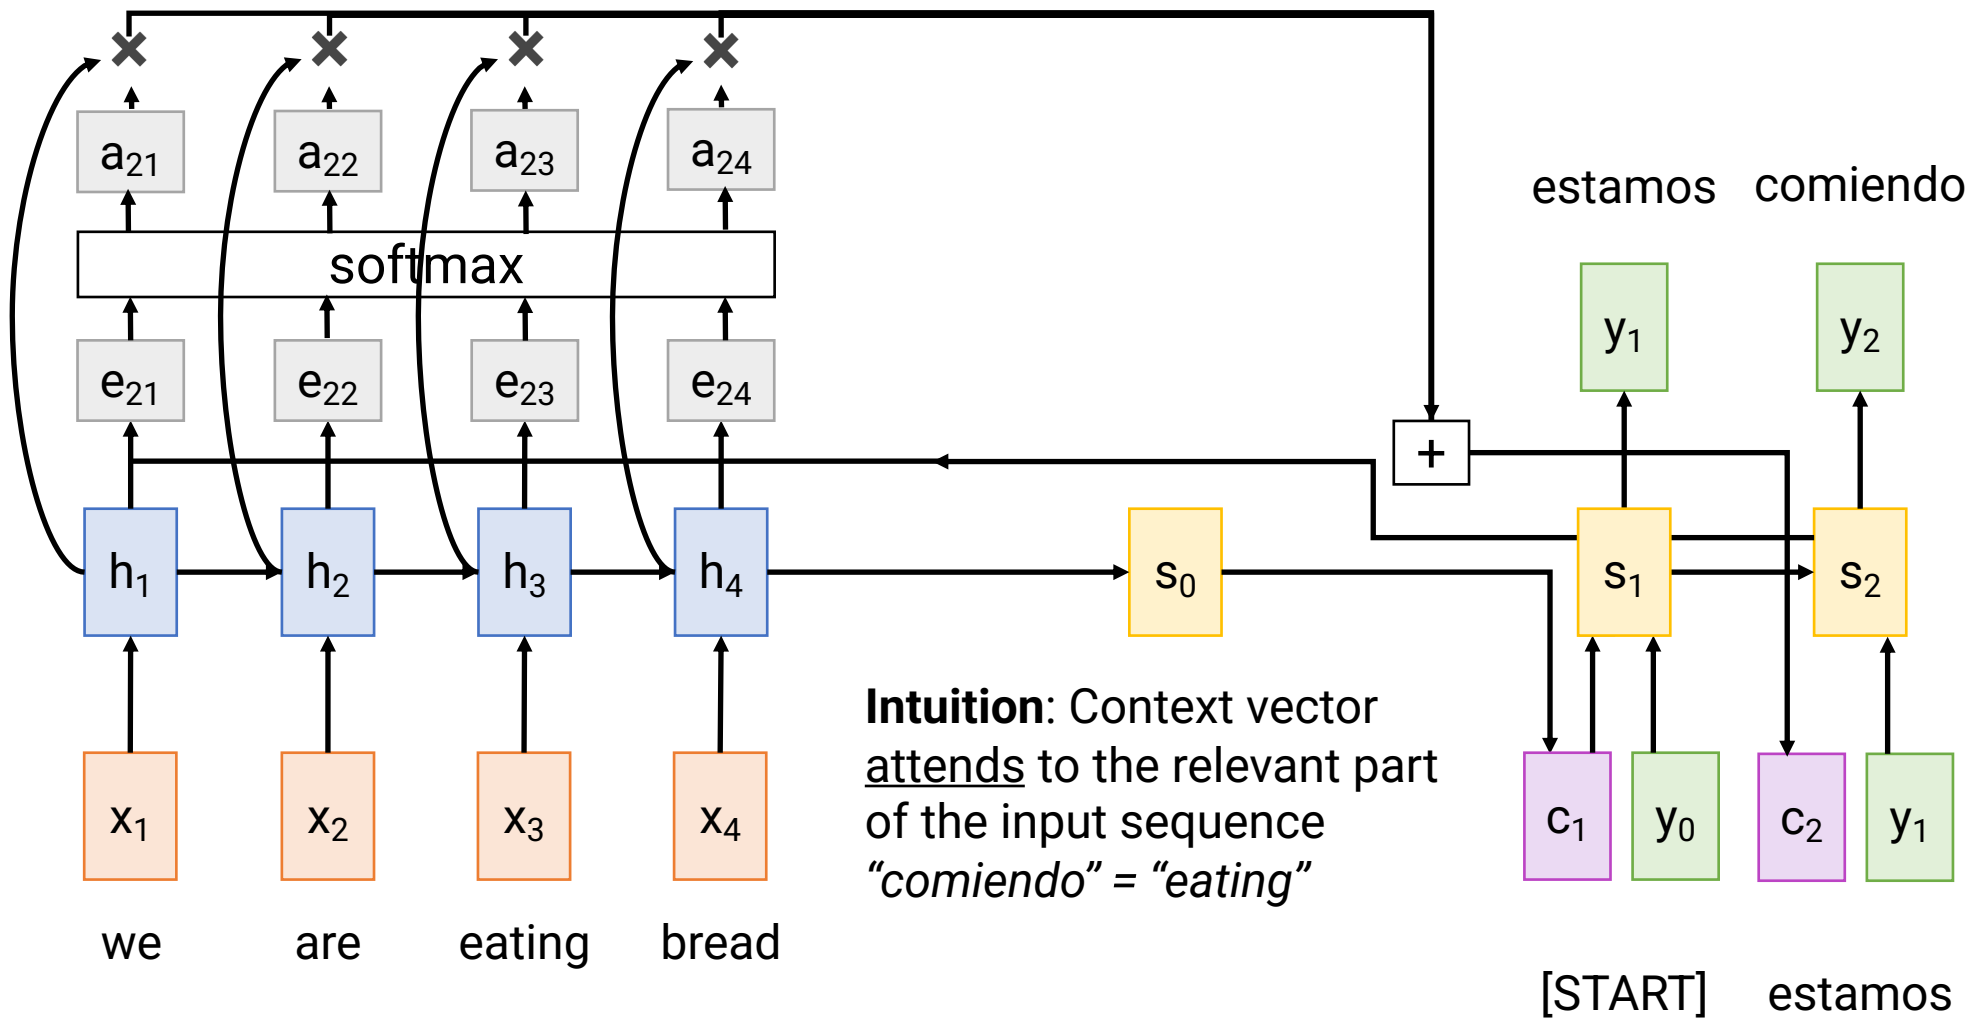 a21 a22 a23 a24
estamos comiendo
softmax
y1 y2
e21 e22 e23 e24
+
h1 h2 h3 h4 s0 s1 s2
Intuition: Context vector
attends to the relevant part
of the input sequence
“comiendo” = “eating”
x1 x2 x3 x4 c1 y0 c2 y1
we are eating bread
[START] estamos